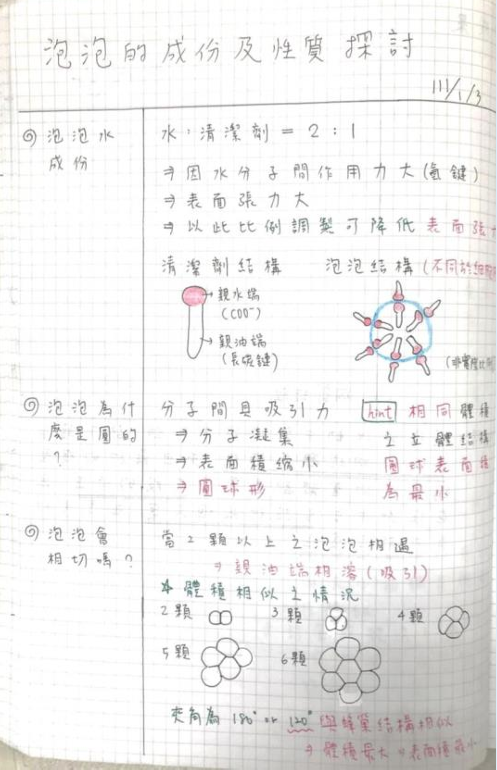 泡泡的成份及性質探討
111/1/3
泡泡水
成份
水:清潔劑=2:1
⇒因水分子間作用力大(氫鍵)
⇒表面張力大
⇒以此比例調製可降低表面張
清潔劑結構
泡泡結構(不同於細胞
親水端
(COO⁻)
親油端
(長碳鏈)
(非實際比例
泡泡為什
麼是圓的
?
分子間具吸引力
⇒分子凝集
⇒表面積縮小
⇒圓球形
hint 相同體積
之立體結構
圓球表面積
為最小
泡泡會
相切嗎?
當2顆以上之泡泡相遇
⇒親油端相溶(吸引)
*體積相似之情況
2顆
3顆
4顆
5顆
6顆
夾角為180° or 120° 與蜂巢結構相似
⇒體積最大、表面積最小